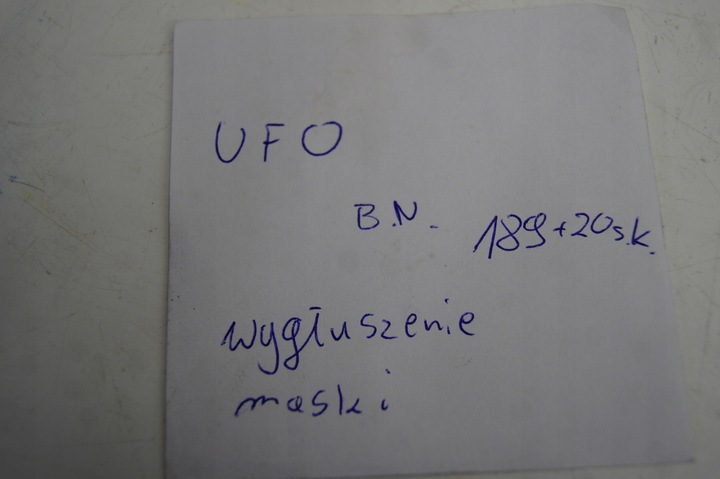 UFO
B.N. 189+20s.k.
wygłuszenie
maski